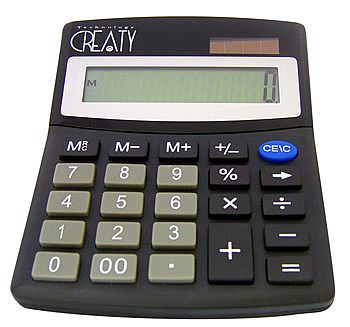 Technology
CREATY
M 0.
MRC M– M+ +/− CE\C
7 8 9 % →
4 5 6 × ÷
1 2 3 + −
0 00 . =